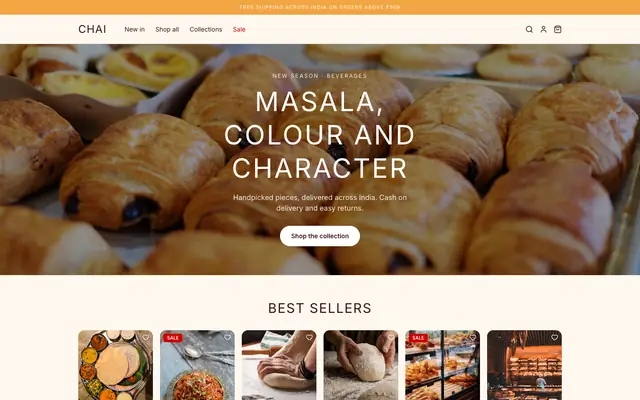 FREE SHIPPING ACROSS INDIA ON ORDERS ABOVE ₹999
CHAI
New in
Shop all
Collections
Sale
NEW SEASON · BEVERAGES
MASALA,
COLOUR AND
CHARACTER
Handpicked pieces, delivered across India. Cash on
delivery and easy returns.
Shop the collection
BEST SELLERS
SALE
SALE